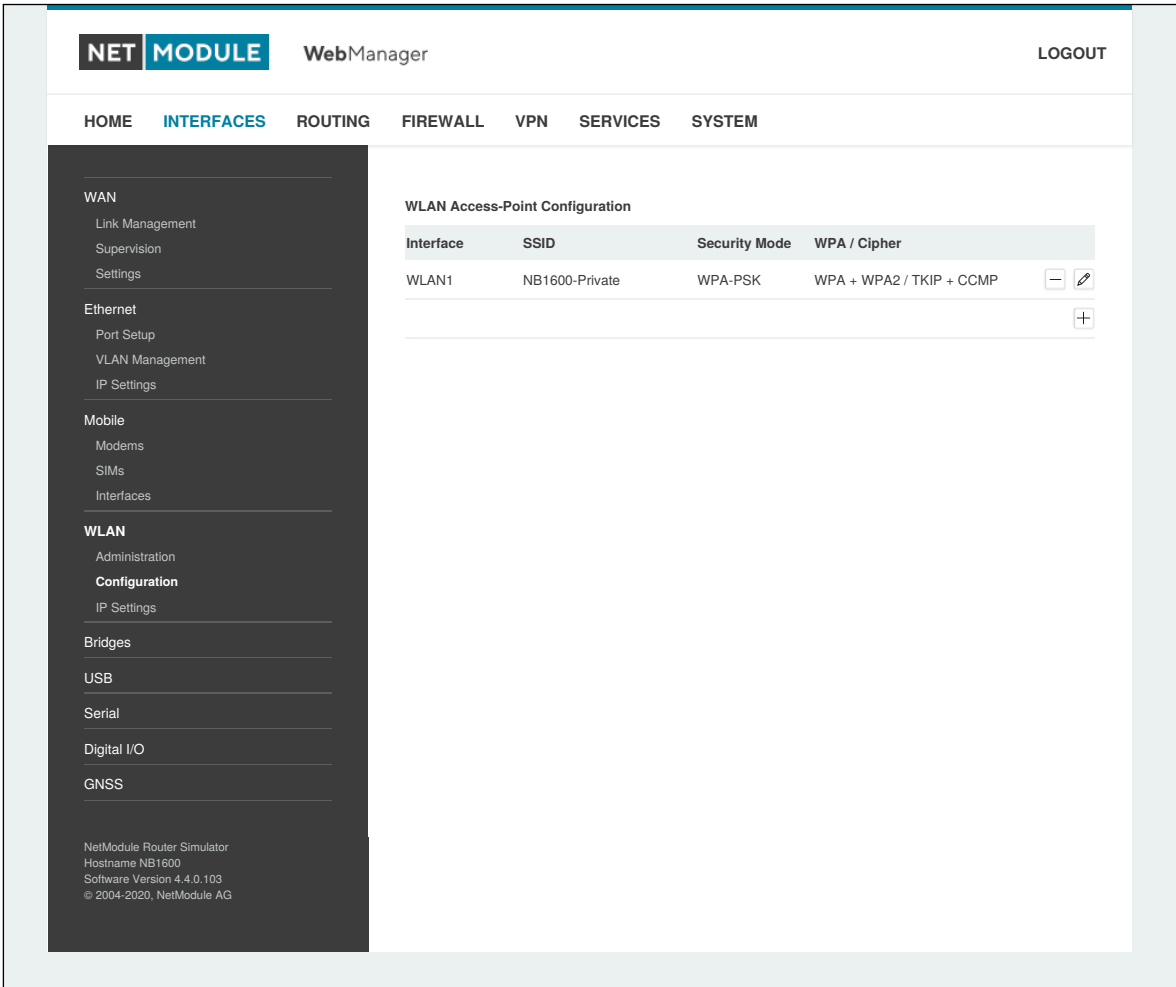 NET MODULE WebManager LOGOUT
HOME INTERFACES ROUTING FIREWALL VPN SERVICES SYSTEM
WAN
Link Management
Supervision
Settings
Ethernet
Port Setup
VLAN Management
IP Settings
Mobile
Modems
SIMs
Interfaces
WLAN
Administration
Configuration
IP Settings
Bridges
USB
Serial
Digital I/O
GNSS
NetModule Router Simulator
Hostname NB1600
Software Version 4.4.0.103
© 2004-2020, NetModule AG
WLAN Access-Point Configuration
Interface SSID Security Mode WPA / Cipher
WLAN1 NB1600-Private WPA-PSK WPA + WPA2 / TKIP + CCMP